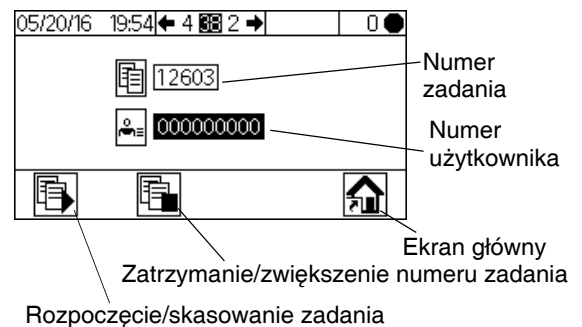 05/20/16 19:54 ← 4 38 2 → 0
12603
Numer
zadania
000000000
Numer
użytkownika
Ekran główny
Zatrzymanie/zwiększenie numeru zadania
Rozpoczęcie/skasowanie zadania